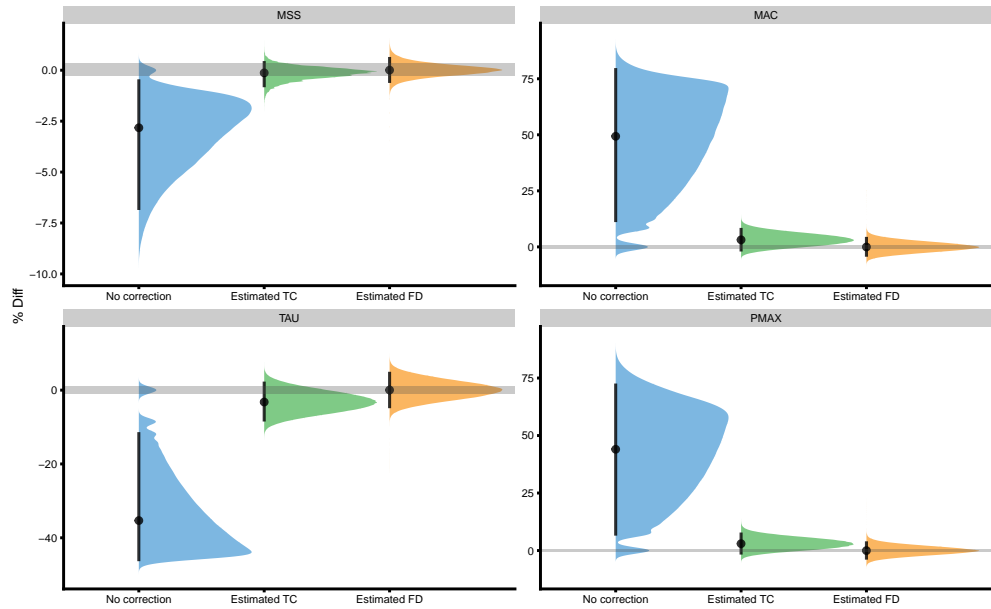 MSS
MAC
0.0
−2.5
−5.0
−7.5
−10.0
75
50
25
0
No correction
Estimated TC
Estimated FD
No correction
Estimated TC
Estimated FD
% Diff
TAU
PMAX
0
−20
−40
75
50
25
0
No correction
Estimated TC
Estimated FD
No correction
Estimated TC
Estimated FD